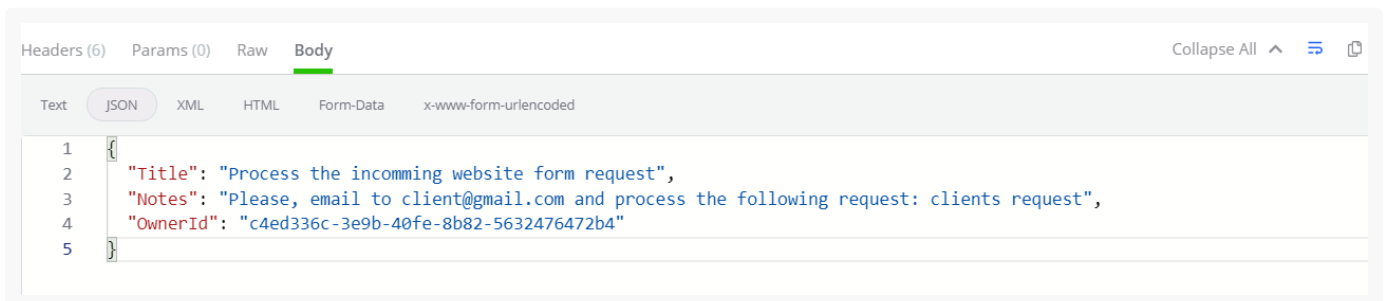 Headers (6) Params (0) Raw Body Collapse All
Text JSON XML HTML Form-Data x-www-form-urlencoded
1 {
2 "Title": "Process the incomming website form request",
3 "Notes": "Please, email to client@gmail.com and process the following request: clients request",
4 "OwnerId": "c4ed336c-3e9b-40fe-8b82-5632476472b4"
5 }